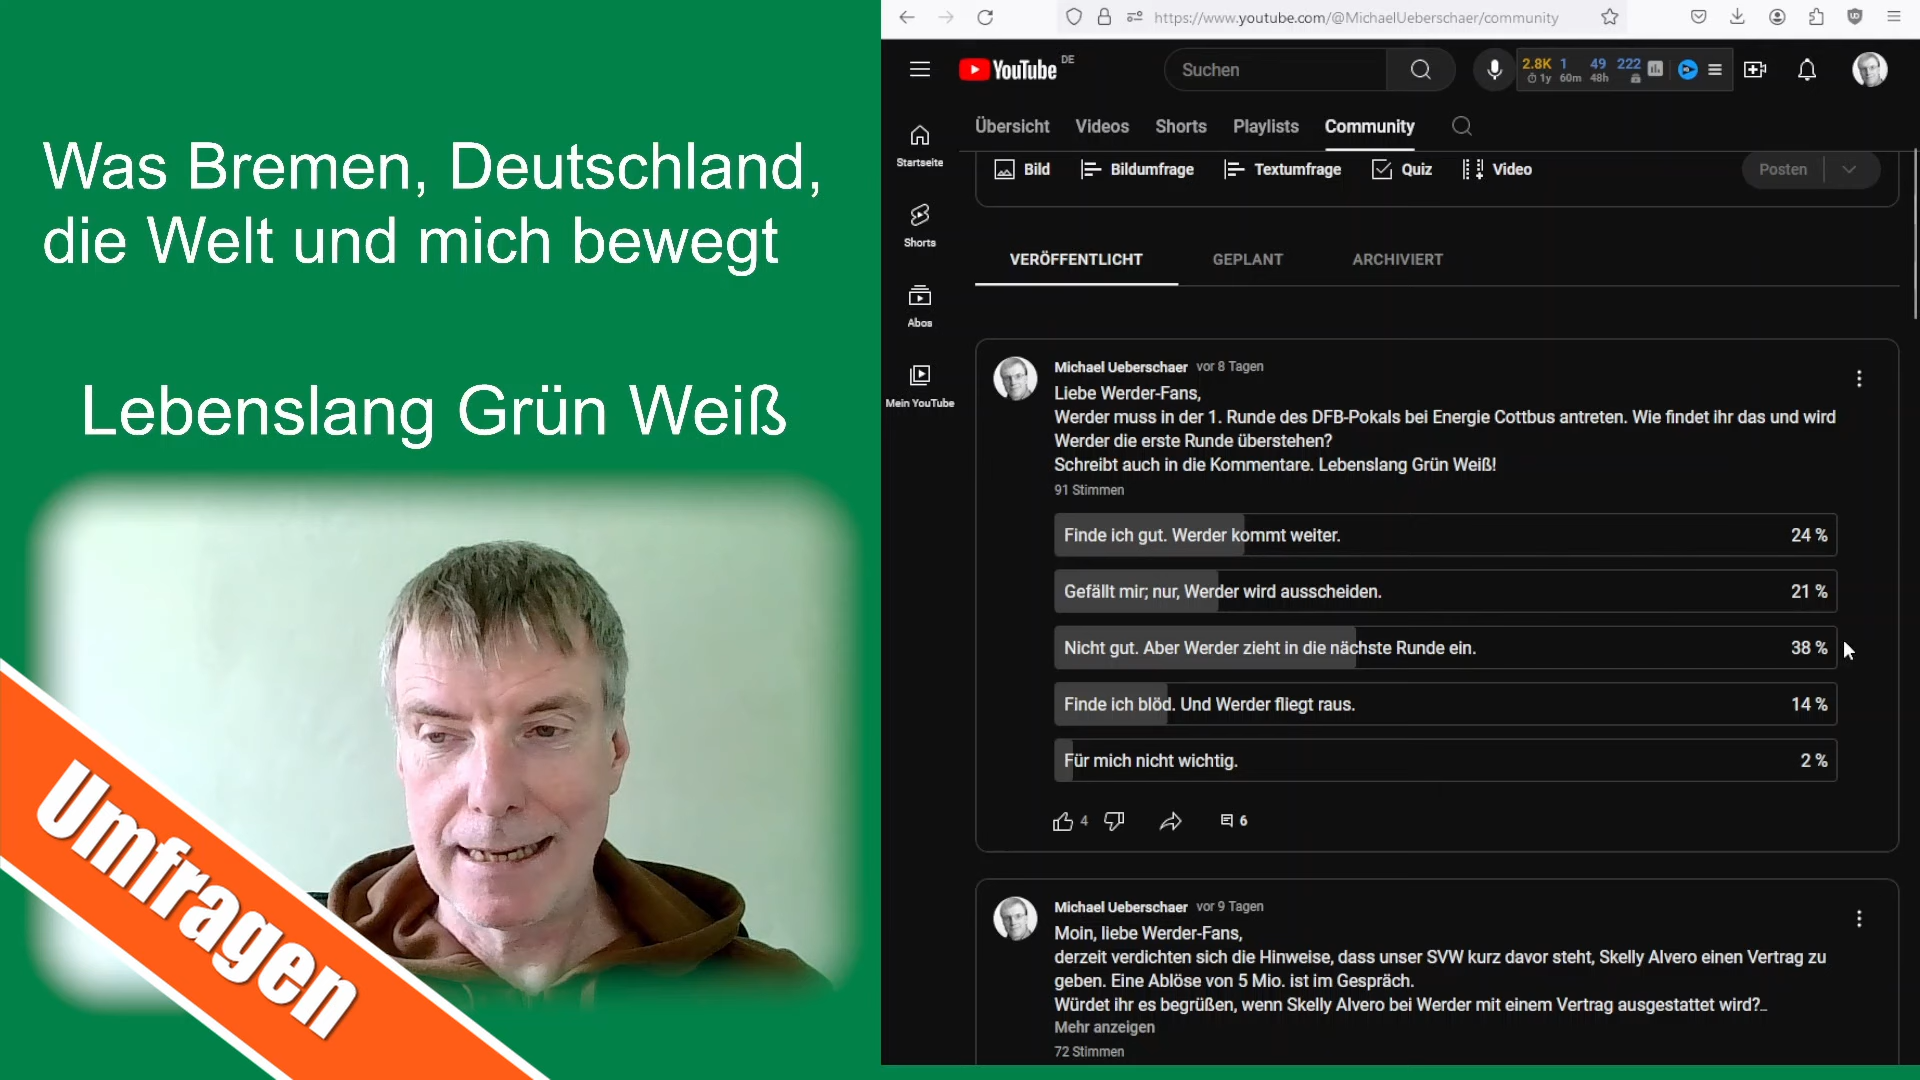 Was Bremen, Deutschland,
die Welt und mich bewegt
Lebenslang Grün Weiß
Umfragen
https://www.youtube.com/@MichaelUeberschaer/community
YouTube DE
Suchen
2.8K 1 49 222
1y 60m 48h
Übersicht Videos Shorts Playlists Community
Startseite
Shorts
Abos
Mein YouTube
Bild Bildumfrage Textumfrage Quiz Video Posten
VERÖFFENTLICHT GEPLANT ARCHIVIERT
Michael Ueberschaer vor 8 Tagen
Liebe Werder-Fans,
Werder muss in der 1. Runde des DFB-Pokals bei Energie Cottbus antreten. Wie findet ihr das und wird
Werder die erste Runde überstehen?
Schreibt auch in die Kommentare. Lebenslang Grün Weiß!
91 Stimmen
Finde ich gut. Werder kommt weiter. 24 %
Gefällt mir; nur, Werder wird ausscheiden. 21 %
Nicht gut. Aber Werder zieht in die nächste Runde ein. 38 %
Finde ich blöd. Und Werder fliegt raus. 14 %
Für mich nicht wichtig. 2 %
4 6
Michael Ueberschaer vor 9 Tagen
Moin, liebe Werder-Fans,
derzeit verdichten sich die Hinweise, dass unser SVW kurz davor steht, Skelly Alvero einen Vertrag zu
geben. Eine Ablöse von 5 Mio. ist im Gespräch.
Würdet ihr es begrüßen, wenn Skelly Alvero bei Werder mit einem Vertrag ausgestattet wird?...
Mehr anzeigen
72 Stimmen